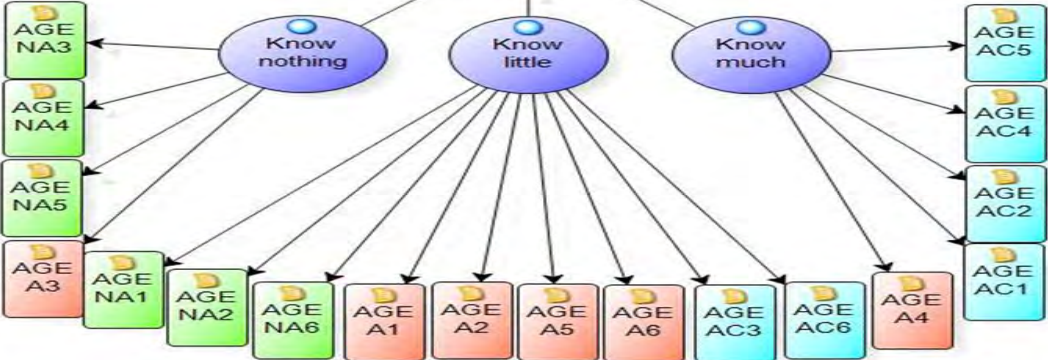 AGE
NA3
Know
nothing
Know
little
Know
much
AGE
AC5
AGE
NA4
AGE
AC4
AGE
NA5
AGE
AC2
AGE
A3
AGE
NA1
AGE
NA2
AGE
NA6
AGE
A1
AGE
A2
AGE
A5
AGE
A6
AGE
AC3
AGE
AC6
AGE
A4
AGE
AC1